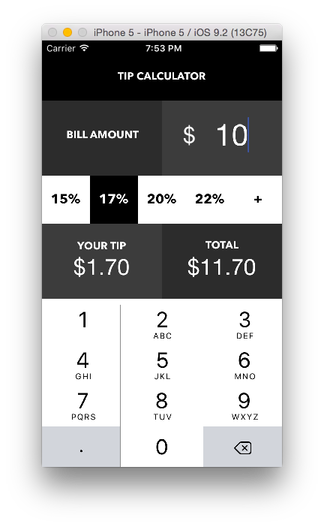 iPhone 5 - iPhone 5 / iOS 9.2 (13C75)
Carrier 7:53 PM
TIP CALCULATOR
BILL AMOUNT $ 10
15% 17% 20% 22% +
YOUR TIP TOTAL
$1.70 $11.70
1 2 3
ABC DEF
4 5 6
GHI JKL MNO
7 8 9
PQRS TUV WXYZ
. 0